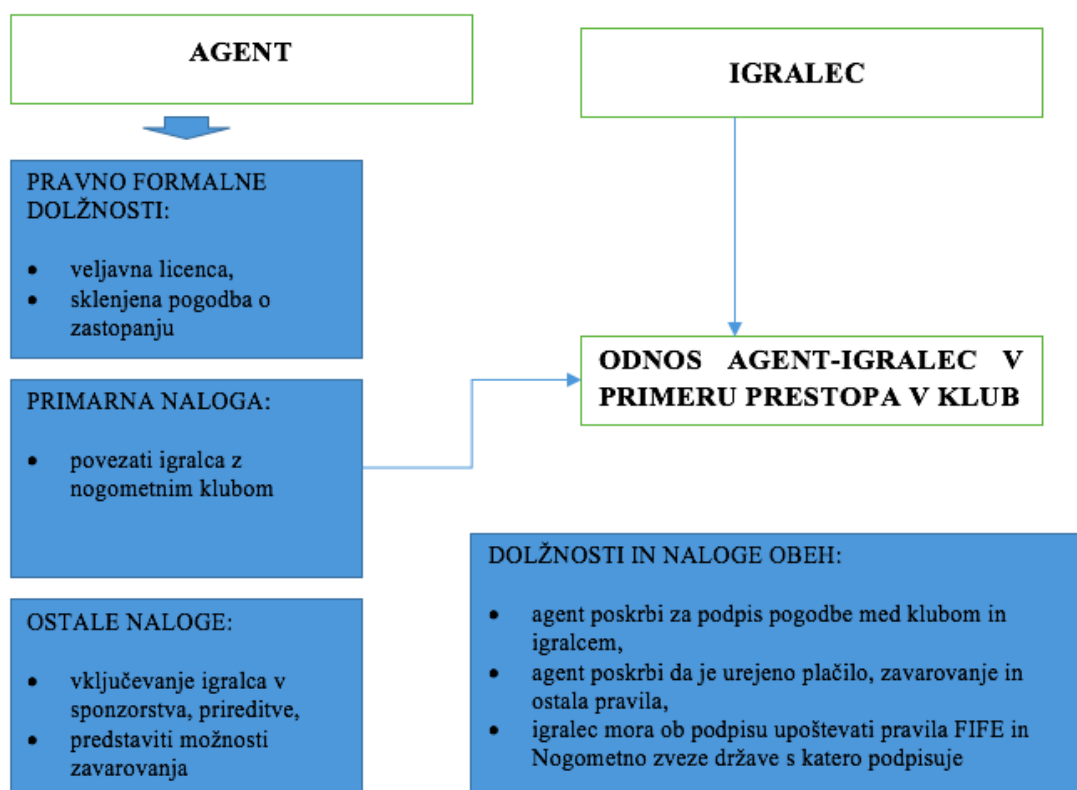 AGENT
IGRALEC
PRAVNO FORMALNE
DOLŽNOSTI:
• veljavna licenca,
• sklenjena pogodba o
zastopanju
ODNOS AGENT-IGRALEC V
PRIMERU PRESTOPA V KLUB
PRIMARNA NALOGA:
• povezati igralca z
nogometnim klubom
OSTALE NALOGE:
• vključevanje igralca v
sponzorstva, prireditve,
• predstaviti možnosti
zavarovanja
DOLŽNOSTI IN NALOGE OBEH:
• agent poskrbi za podpis pogodbe med klubom in
igralcem,
• agent poskrbi da je urejeno plačilo, zavarovanje in
ostala pravila,
• igralec mora ob podpisu upoštevati pravila FIFE in
Nogometno zveze države s katero podpisuje